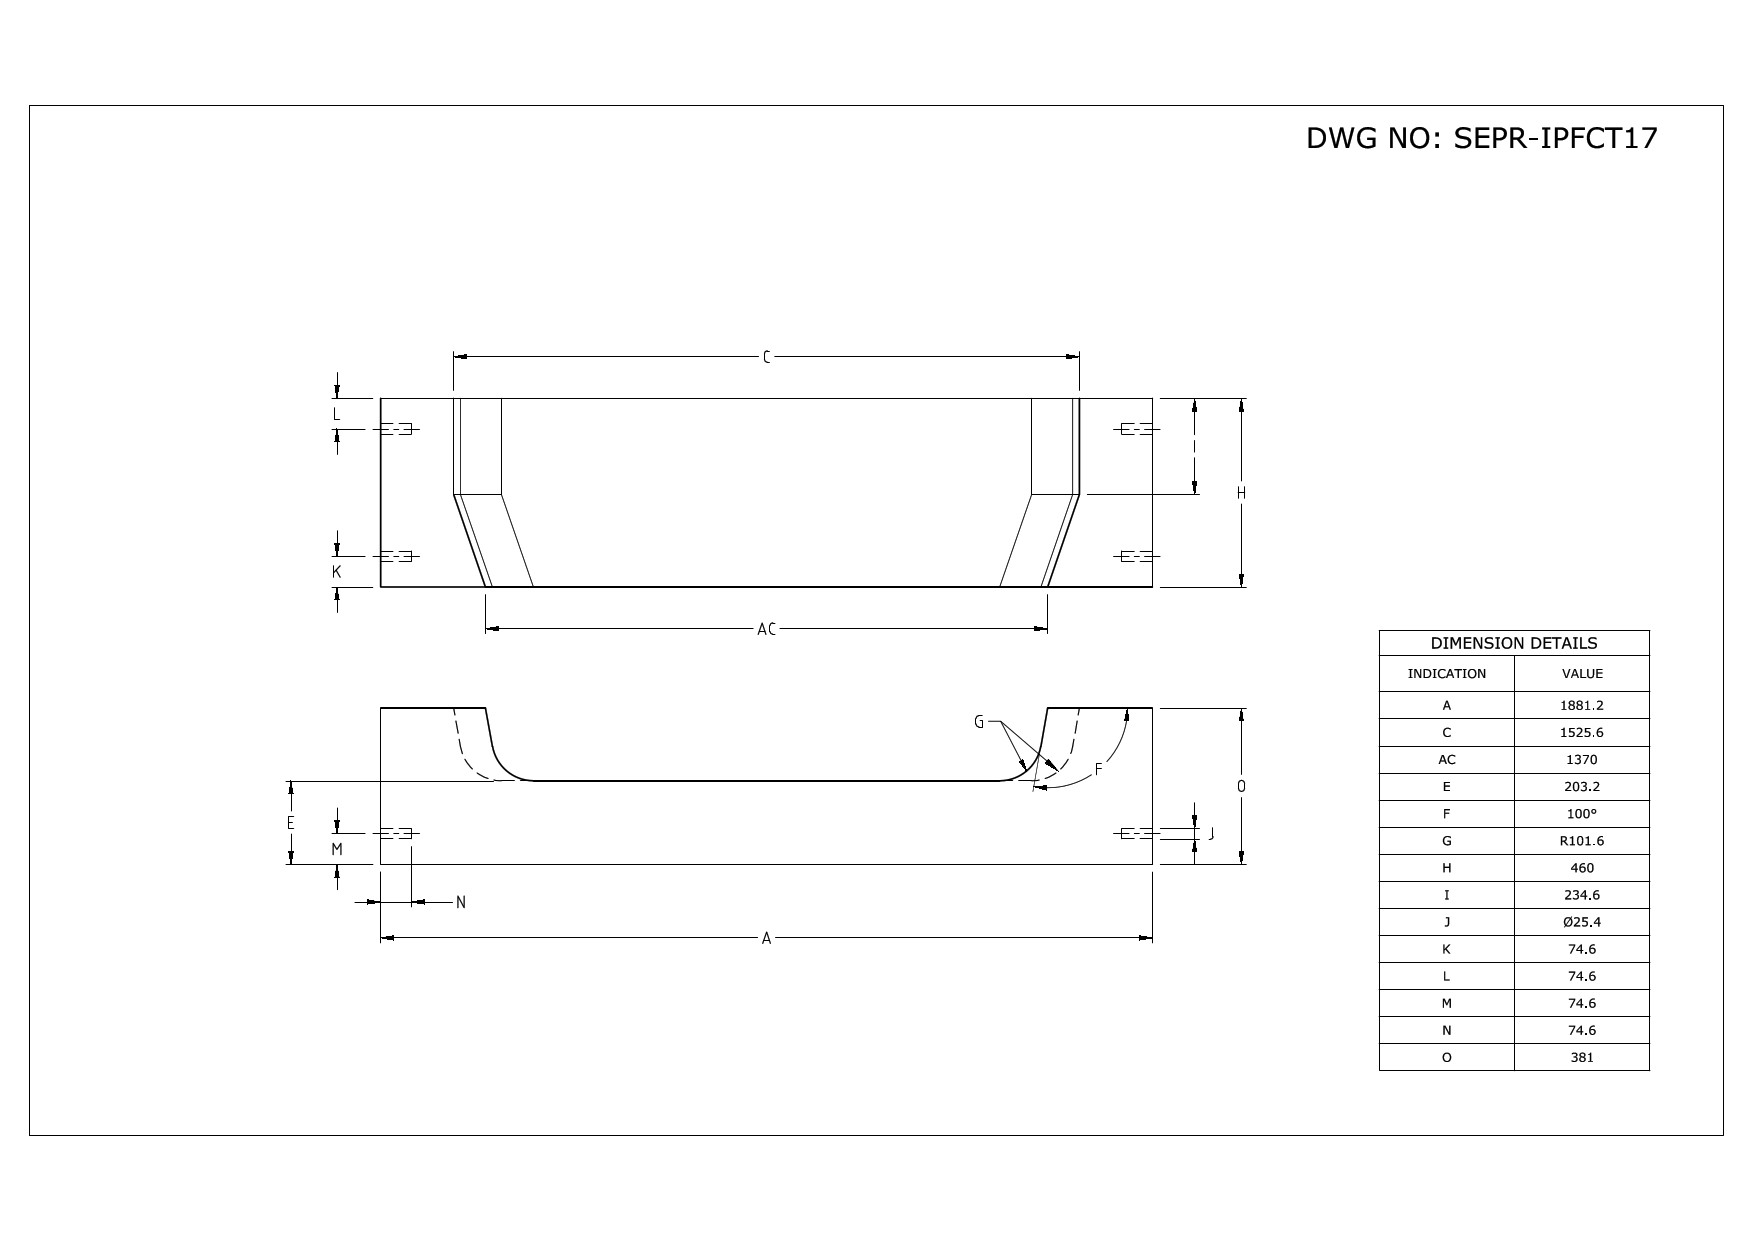 DWG NO: SEPR-IPFCT17
C
L
I
H
K
AC
G
F
E
O
M
J
N
A
DIMENSION DETAILS
INDICATION VALUE
A 1881.2
C 1525.6
AC 1370
E 203.2
F 100°
G R101.6
H 460
I 234.6
J Ø25.4
K 74.6
L 74.6
M 74.6
N 74.6
O 381